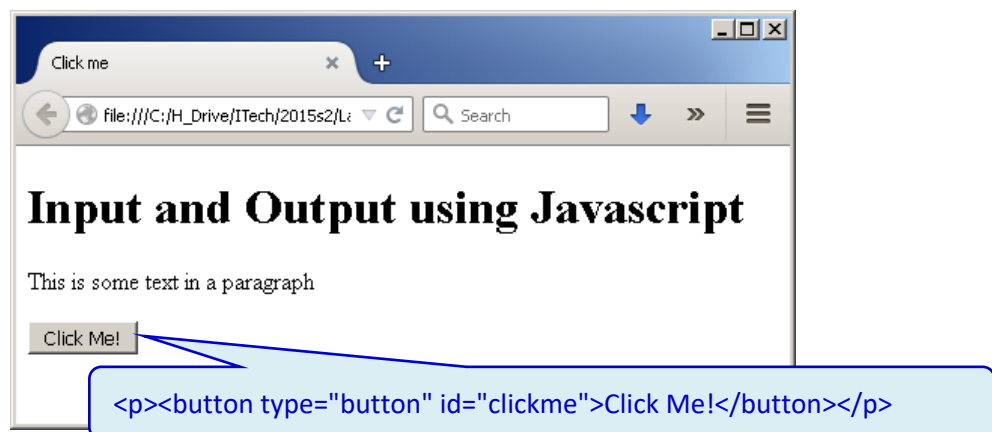 Click me
file:///C:/H_Drive/ITech/2015s2/La
Search
Input and Output using Javascript
This is some text in a paragraph
Click Me!
<p><button type="button" id="clickme">Click Me!</button></p>